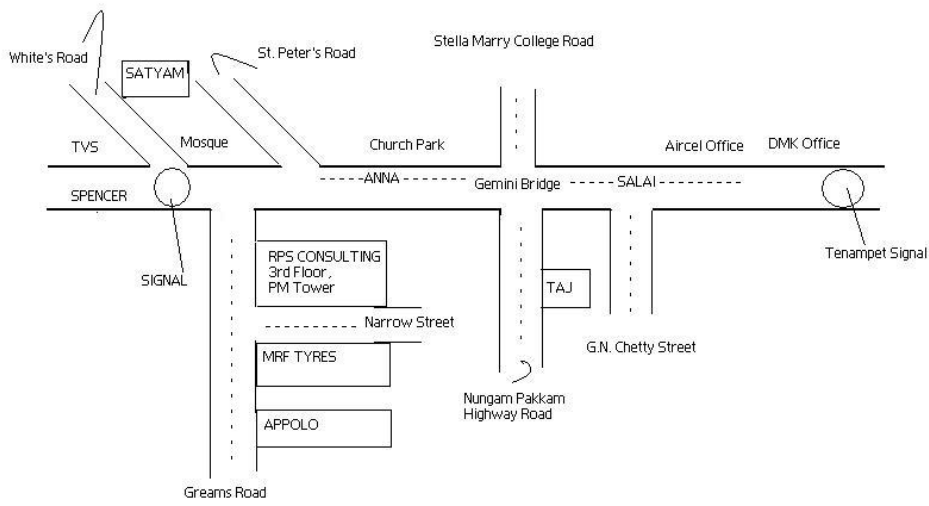 White's Road
St. Peter's Road
Stella Marry College Road
SATYAM
TVS
Mosque
Church Park
Aircel Office
DMK Office
ANNA
Gemini Bridge
SALAI
SPENCER
SIGNAL
Tenampet Signal
RPS CONSULTING
3rd Floor,
PM Tower
TAJ
Narrow Street
G.N. Chetty Street
MRF TYRES
Nungam Pakkam
Highway Road
APPOLO
Greams Road